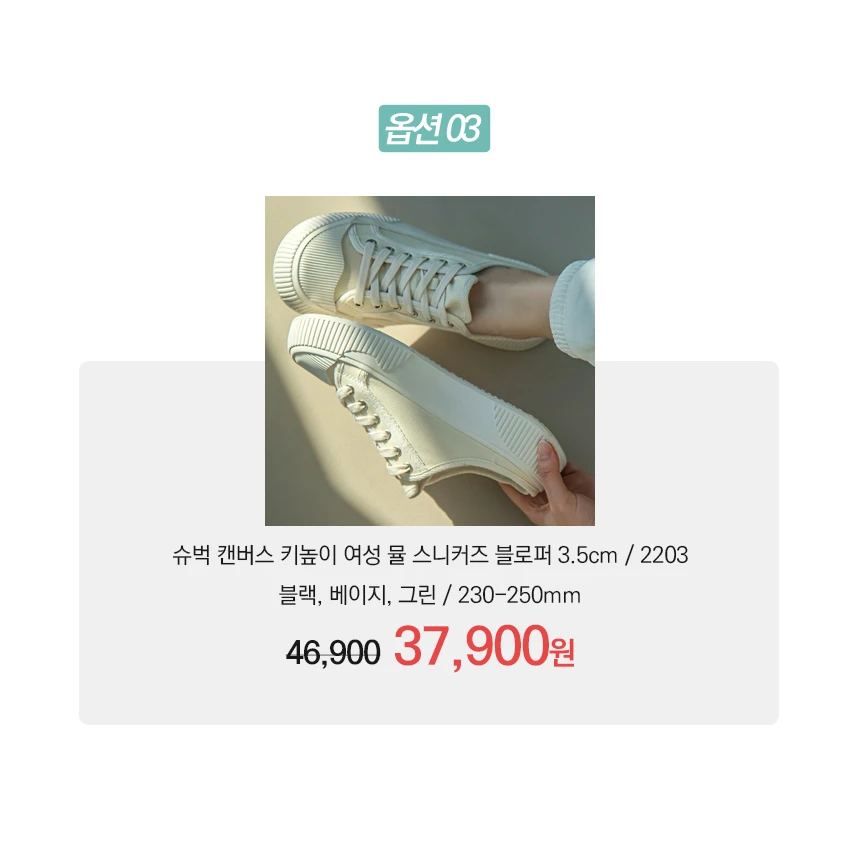 옵션 03
슈벅 캔버스 키높이 여성 뮬 스니커즈 블로퍼 3.5cm / 2203
블랙, 베이지, 그린 / 230-250mm
46,900 37,900원